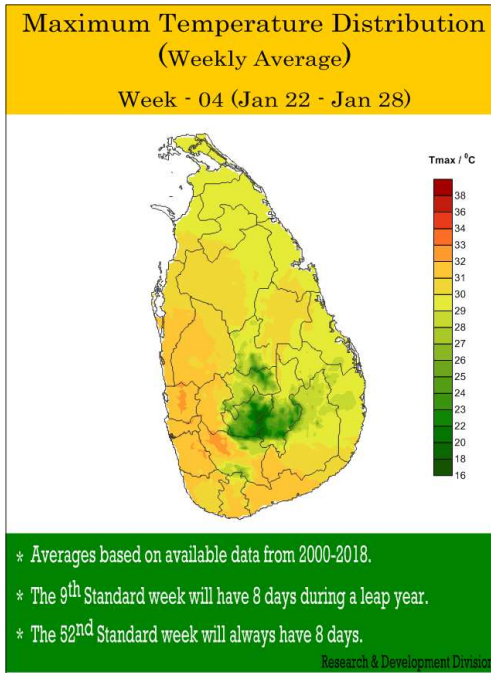 Maximum Temperature Distribution
(Weekly Average)
Week - 04 (Jan 22 - Jan 28)
Tmax / ⁰C
38
36
34
33
32
31
30
29
28
27
26
24
23
22
20
18
16
* Averages based on available data from 2000-2018.
* The 9th Standard week will have 8 days during a leap year.
* The 52nd Standard week will always have 8 days.
Research & Development Division